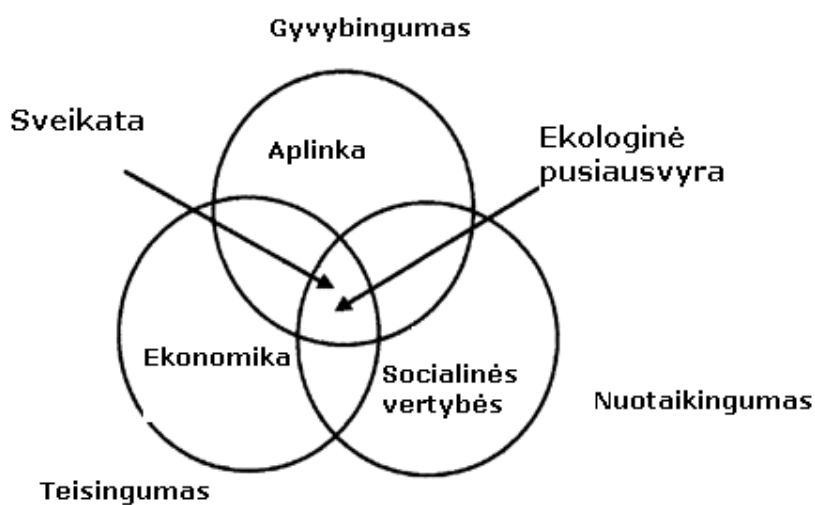 Gyvybingumas
Sveikata
Aplinka
Ekologinė
pusiausvyra
Ekonomika
Socialinės
vertybės
Nuotaikingumas
Teisingumas